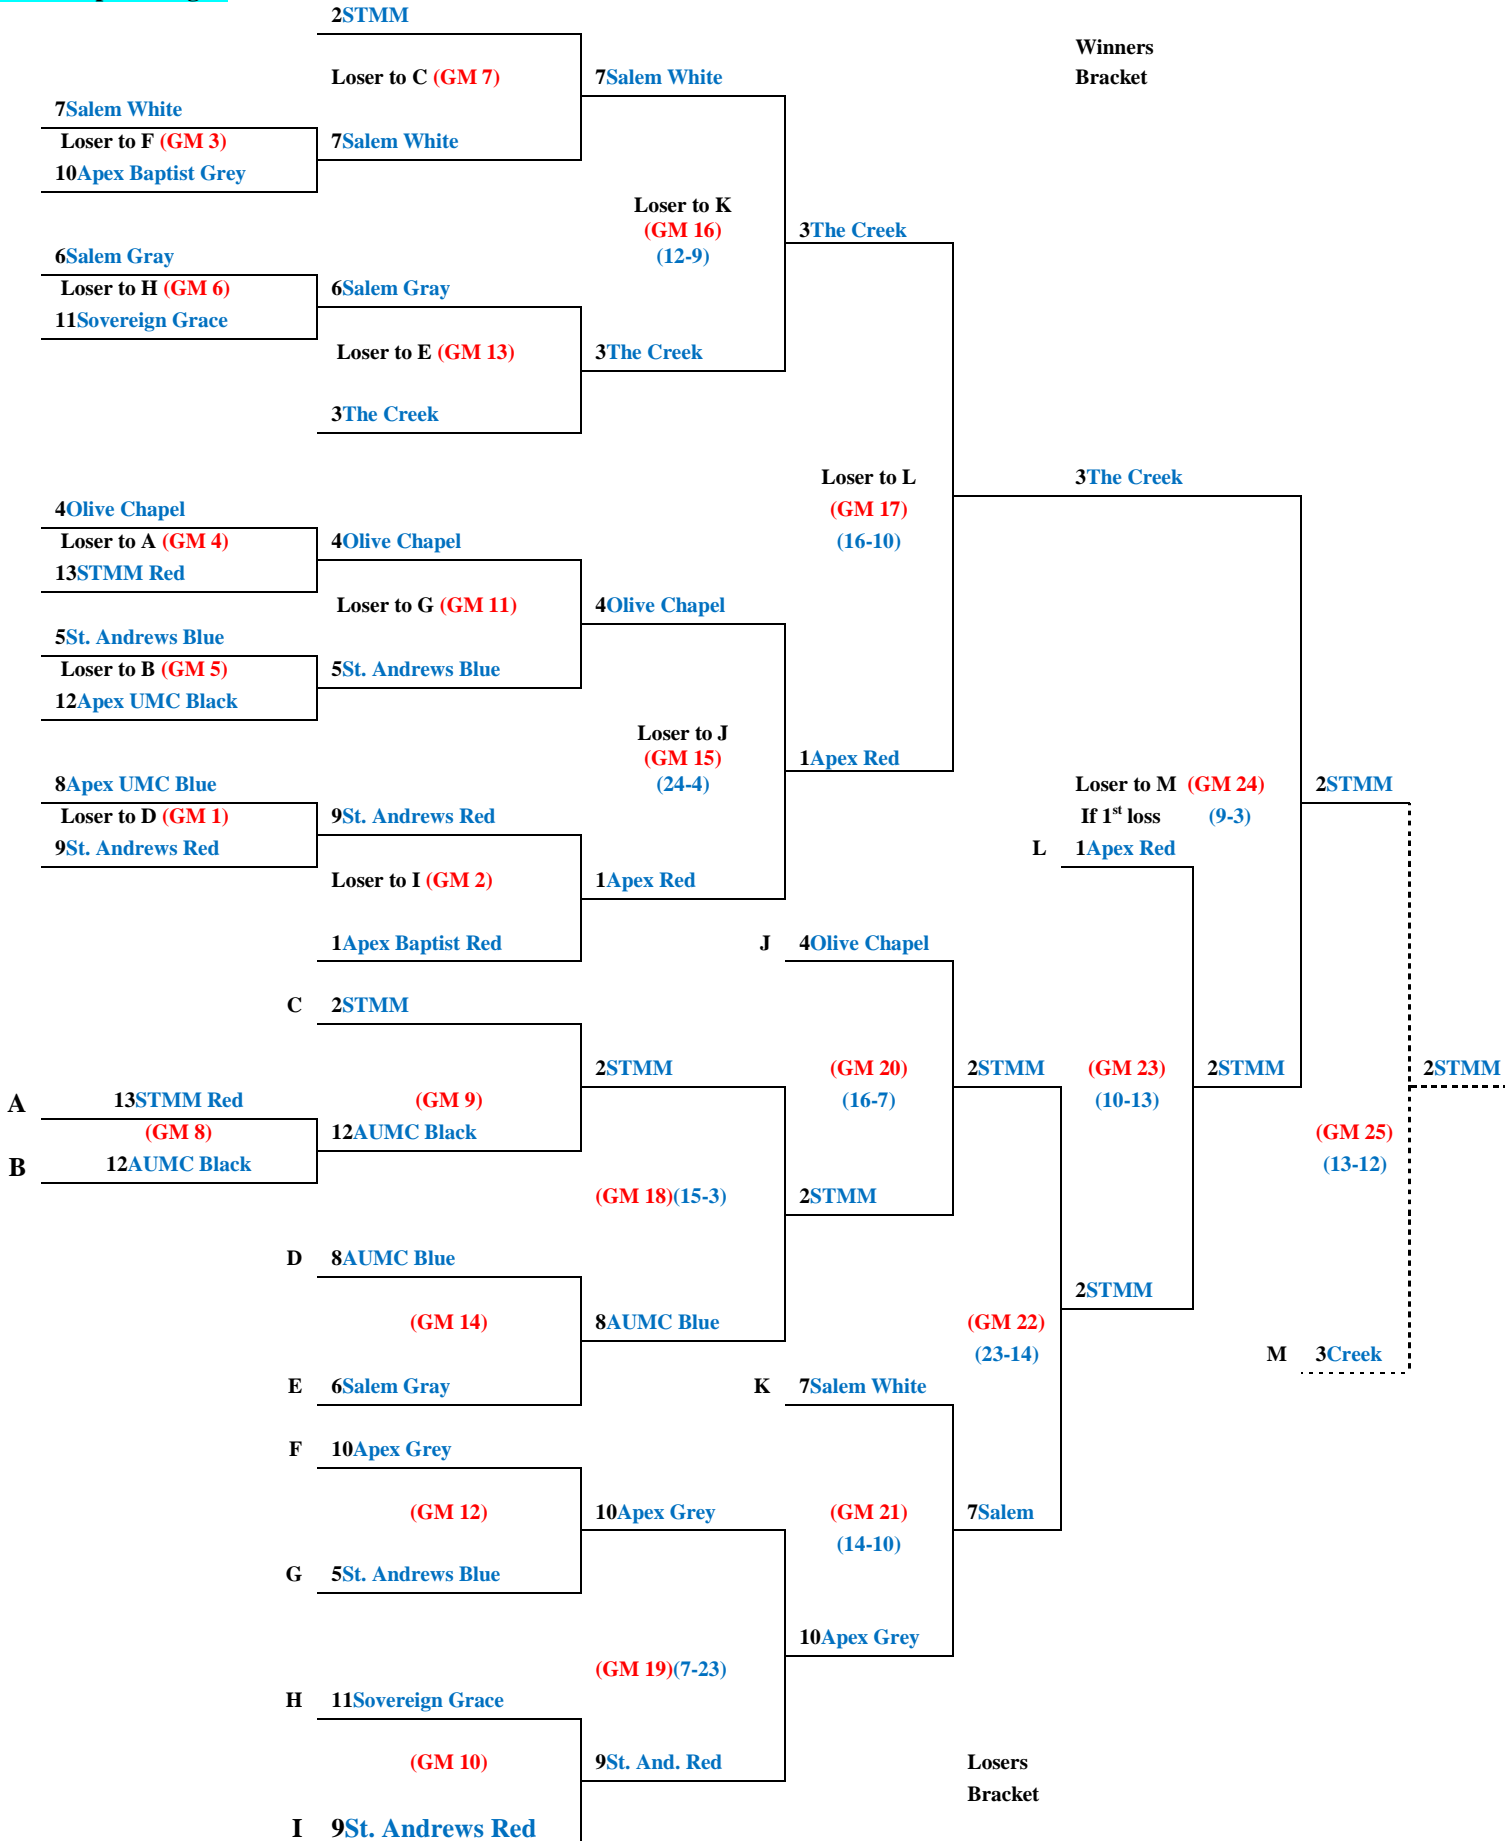 2STMM
Winners
Loser to C (GM 7)
7Salem White
Bracket
7Salem White
Loser to F (GM 3)
7Salem White
10Apex Baptist Grey
Loser to K
(GM 16)
3The Creek
6Salem Gray
(12-9)
Loser to H (GM 6)
6Salem Gray
11Sovereign Grace
Loser to E (GM 13)
3The Creek
3The Creek
Loser to L
3The Creek
4Olive Chapel
(GM 17)
Loser to A (GM 4)
4Olive Chapel
(16-10)
13STMM Red
Loser to G (GM 11)
4Olive Chapel
5St. Andrews Blue
Loser to B (GM 5)
5St. Andrews Blue
12Apex UMC Black
Loser to J
(GM 15)
1Apex Red
8Apex UMC Blue
(24-4)
Loser to M (GM 24)
2STMM
Loser to D (GM 1)
9St. Andrews Red
If 1st loss (9-3)
9St. Andrews Red
L 1Apex Red
Loser to I (GM 2)
1Apex Red
1Apex Baptist Red
J 4Olive Chapel
C 2STMM
2STMM
(GM 20)
2STMM
(GM 23)
2STMM
2STMM
A 13STMM Red
(GM 9)
(16-7)
(10-13)
(GM 8)
12AUMC Black
(GM 25)
B 12AUMC Black
(13-12)
(GM 18)(15-3)
2STMM
D 8AUMC Blue
2STMM
(GM 14)
8AUMC Blue
(GM 22)
(23-14)
M 3Creek
E 6Salem Gray
K 7Salem White
F 10Apex Grey
(GM 12)
10Apex Grey
(GM 21)
7Salem
(14-10)
G 5St. Andrews Blue
10Apex Grey
(GM 19)(7-23)
H 11Sovereign Grace
(GM 10)
9St. And. Red
Losers
Bracket
I 9St. Andrews Red